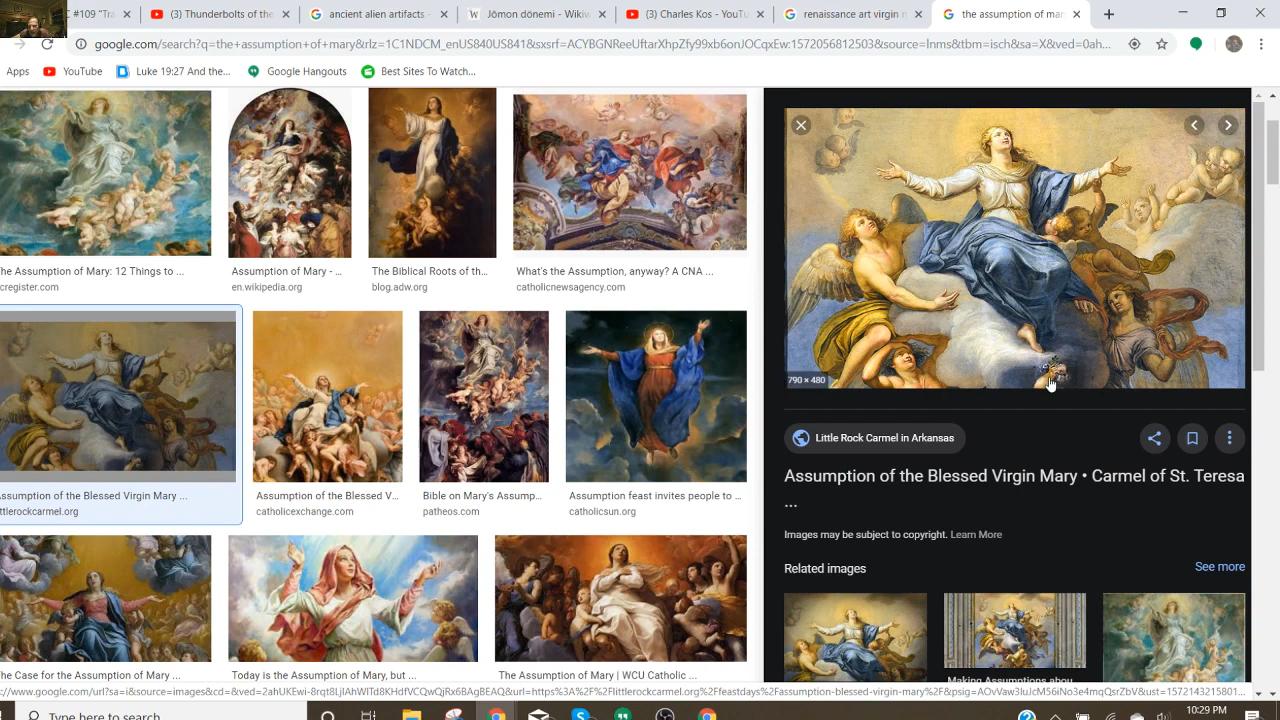 C #109 "Tra
(3) Thunderbolts of the
ancient alien artifacts -
Jōmon dönemi - Wikiw
(3) Charles Kos - YouTu
renaissance art virgin m
the assumption of mar
google.com/search?q=the+assumption+of+mary&rlz=1C1NDCM_enUS840US841&sxsrf=ACYBGNReeUftarXhpZfy99xb6onJOCqxEw:1572056812503&source=lnms&tbm=isch&sa=X&ved=0ah...
Apps
YouTube
Luke 19:27 And the...
Google Hangouts
Best Sites To Watch...
he Assumption of Mary: 12 Things to ...
cregister.com
Assumption of Mary - ...
en.wikipedia.org
The Biblical Roots of th...
blog.adw.org
What's the Assumption, anyway? A CNA ...
catholicnewsagency.com
790 × 480
Little Rock Carmel in Arkansas
Assumption of the Blessed Virgin Mary • Carmel of St. Teresa
...
Images may be subject to copyright. Learn More
Related images
See more
ssumption of the Blessed Virgin Mary ...
ttlerockcarmel.org
Assumption of the Blessed V...
catholicexchange.com
Bible on Mary's Assump...
patheos.com
Assumption feast invites people to ...
catholicsun.org
he Case for the Assumption of Mary ...
Today is the Assumption of Mary, but ...
The Assumption of Mary | WCU Catholic ...
Making Assumptions abou
Type here to search
10:29 PM